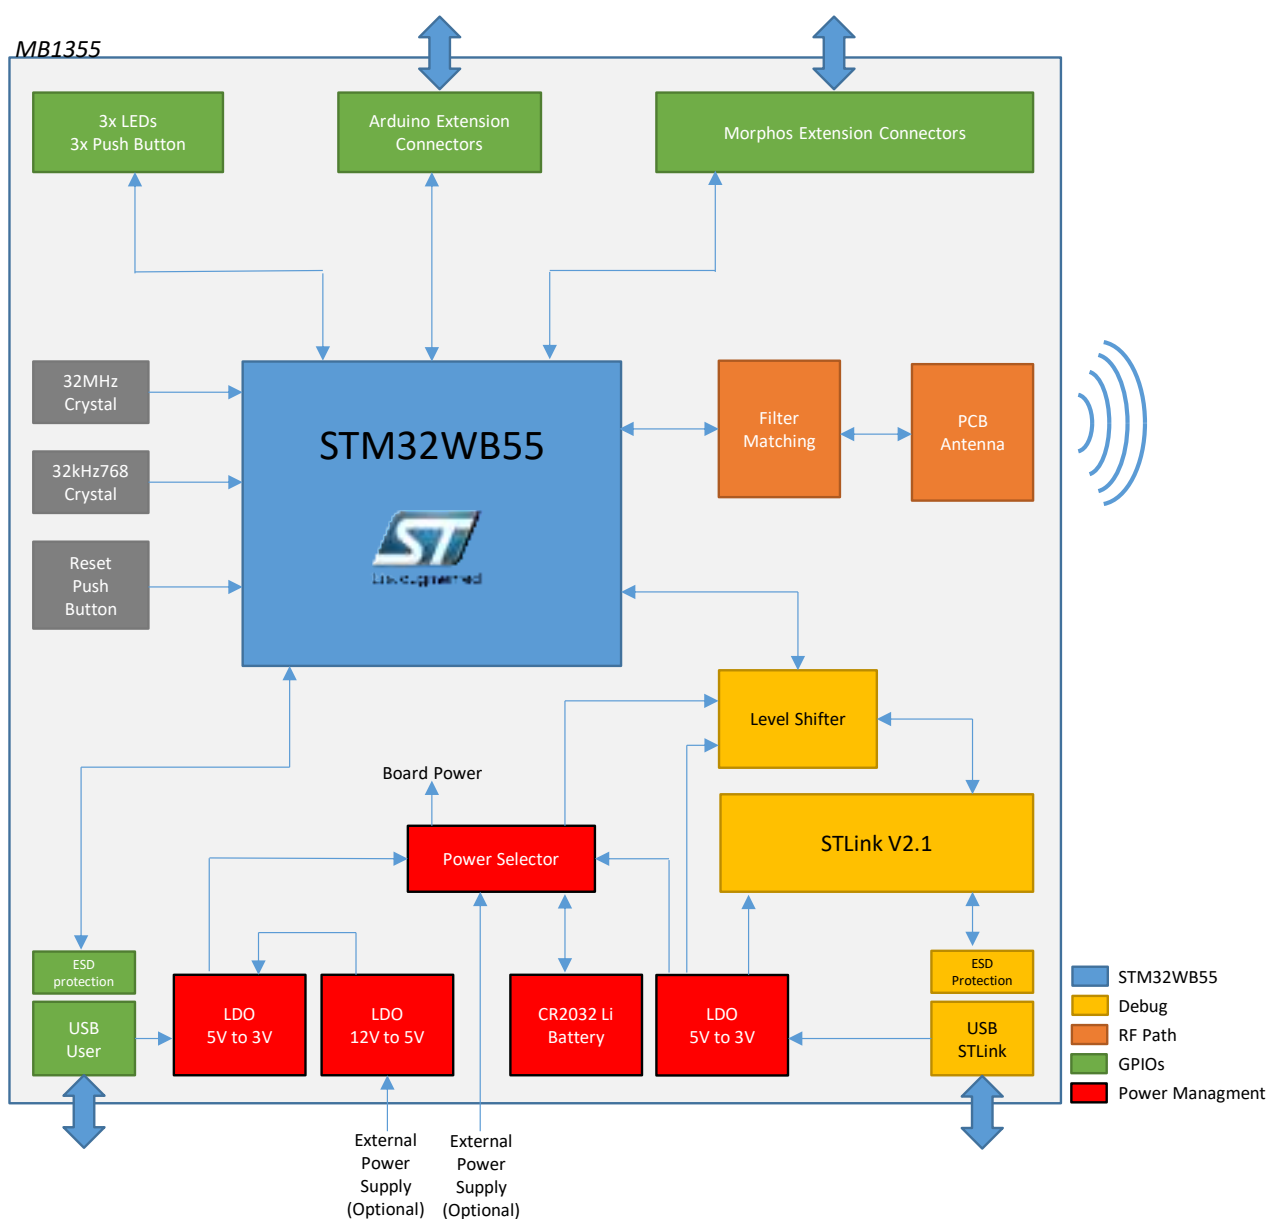 MB1355
3x LEDs
3x Push Button
Arduino Extension
Connectors
Morphos Extension Connectors
32MHz
Crystal
32kHz768
Crystal
Reset
Push
Button
STM32WB55
ST
Filter
Matching
PCB
Antenna
Level Shifter
Board Power
Power Selector
STLink V2.1
ESD
protection
USB
User
LDO
5V to 3V
LDO
12V to 5V
CR2032 Li
Battery
LDO
5V to 3V
ESD
Protection
USB
STLink
STM32WB55
Debug
RF Path
GPIOs
Power Managment
External
Power
Supply
(Optional)
External
Power
Supply
(Optional)